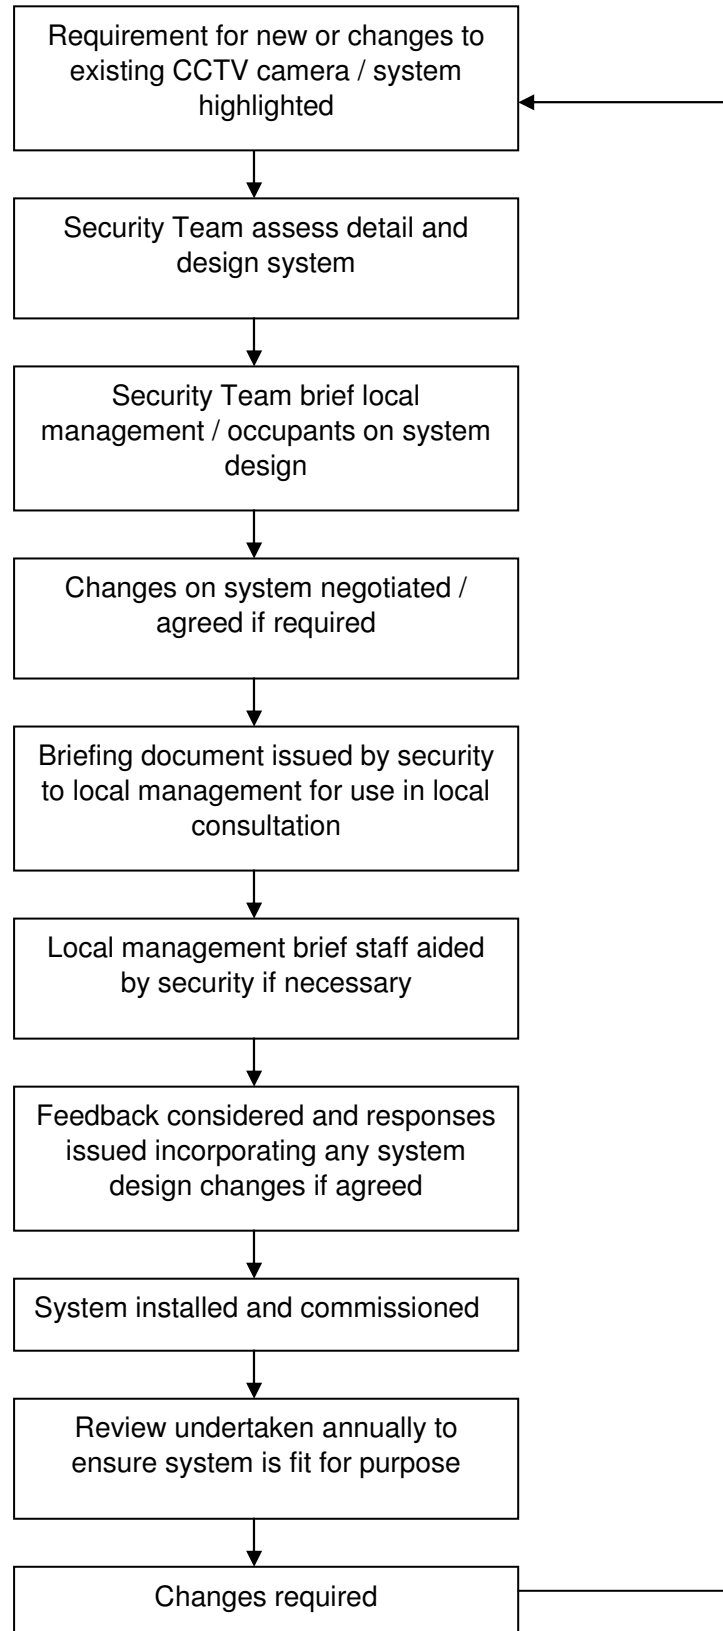 Requirement for new or changes to
existing CCTV camera / system
highlighted
Security Team assess detail and
design system
Security Team brief local
management / occupants on system
design
Changes on system negotiated /
agreed if required
Briefing document issued by security
to local management for use in local
consultation
Local management brief staff aided
by security if necessary
Feedback considered and responses
issued incorporating any system
design changes if agreed
System installed and commissioned
Review undertaken annually to
ensure system is fit for purpose
Changes required